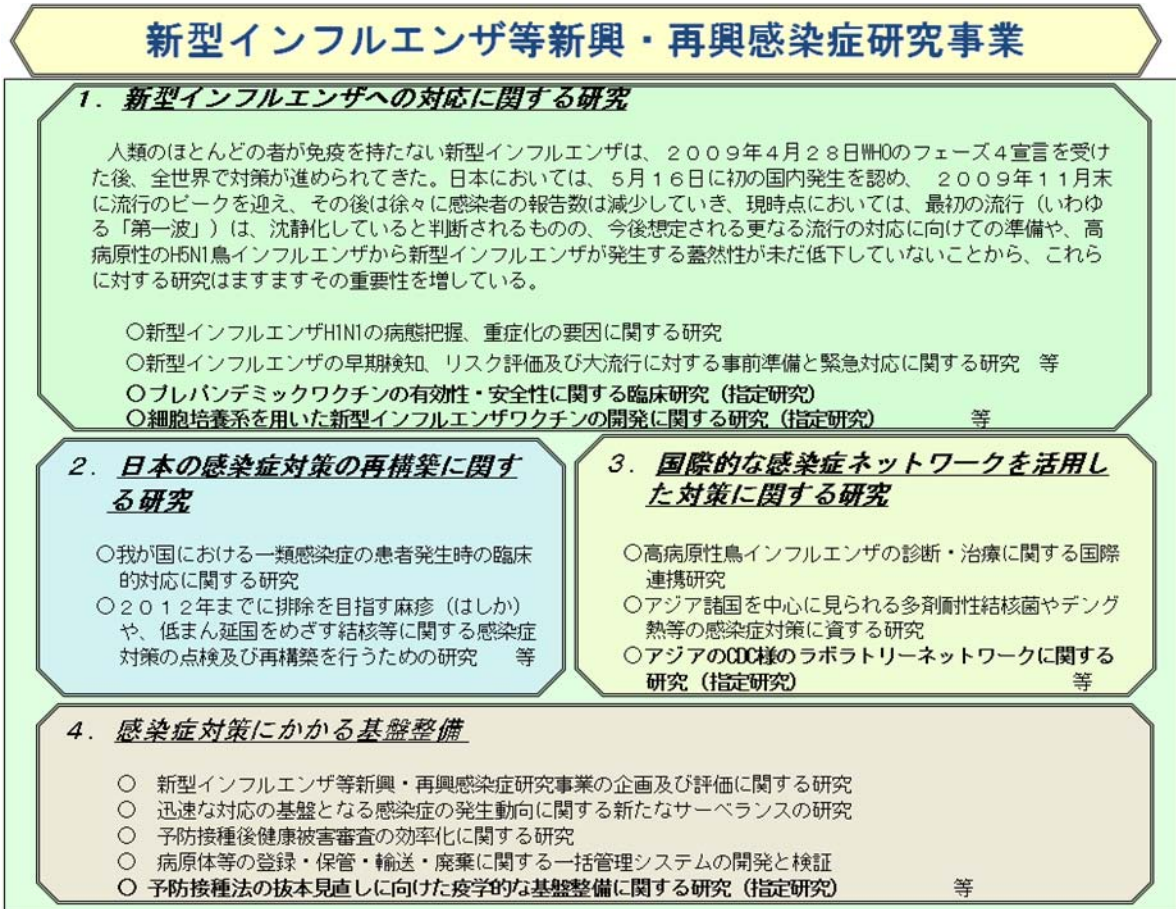 新型インフルエンザ等新興・再興感染症研究事業
1. 新型インフルエンザへの対応に関する研究
人類のほとんどの者が免疫を持たない新型インフルエンザは、２００９年４月２８日WHOのフェーズ４宣言を受け
た後、全世界で対策が進められてきた。日本においては、５月１６日に初の国内発生を認め、 ２００９年１１月末
に流行のピークを迎え、その後は徐々に感染者の報告数は減少していき、現時点においては、最初の流行（いわゆ
る「第一波」）は、沈静化していると判断されるものの、今後想定される更なる流行の対応に向けての準備や、高
病原性のH5N1鳥インフルエンザから新型インフルエンザが発生する蓋然性が未だ低下していないことから、これら
に対する研究はますますその重要性を増している。
○新型インフルエンザH1N1の病態把握、重症化の要因に関する研究
○新型インフルエンザの早期検知、リスク評価及び大流行に対する事前準備と緊急対応に関する研究 等
○プレパンデミックワクチンの有効性・安全性に関する臨床研究（指定研究）
○細胞培養系を用いた新型インフルエンザワクチンの開発に関する研究（指定研究） 等
2. 日本の感染症対策の再構築に関す
る研究
○我が国における一類感染症の患者発生時の臨床
的対応に関する研究
○２０１２年までに排除を目指す麻疹（はしか）
や、低まん延国をめざす結核等に関する感染症
対策の点検及び再構築を行うための研究 等
3. 国際的な感染症ネットワークを活用し
た対策に関する研究
○高病原性鳥インフルエンザの診断・治療に関する国際
連携研究
○アジア諸国を中心に見られる多剤耐性結核菌やデング
熱等の感染症対策に資する研究
○アジアのCDC様のラボラトリーネットワークに関する
研究（指定研究） 等
4. 感染症対策にかかる基盤整備
○ 新型インフルエンザ等新興・再興感染症研究事業の企画及び評価に関する研究
○ 迅速な対応の基盤となる感染症の発生動向に関する新たなサーベランスの研究
○ 予防接種後健康被害審査の効率化に関する研究
○ 病原体等の登録・保管・輸送・廃棄に関する一括管理システムの開発と検証
○ 予防接種法の抜本見直しに向けた疫学的な基盤整備に関する研究（指定研究） 等